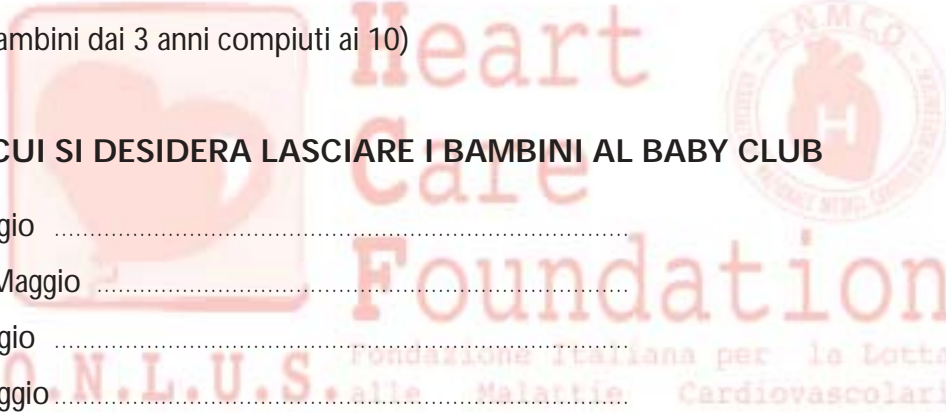 ambini dai 3 anni compiuti ai 10)
Heart
CUI SI DESIDERA LASCIARE I BAMBINI AL BABY CLUB
Care
gio ........................................................................
Maggio ........................................................................
Foundation
gio ........................................................................
Fondazione Italiana per la Lotta
ggio ........................................................................
O.N.L.U.S. alle Malattie Cardiovascolari
A.N.M.C.O.
H